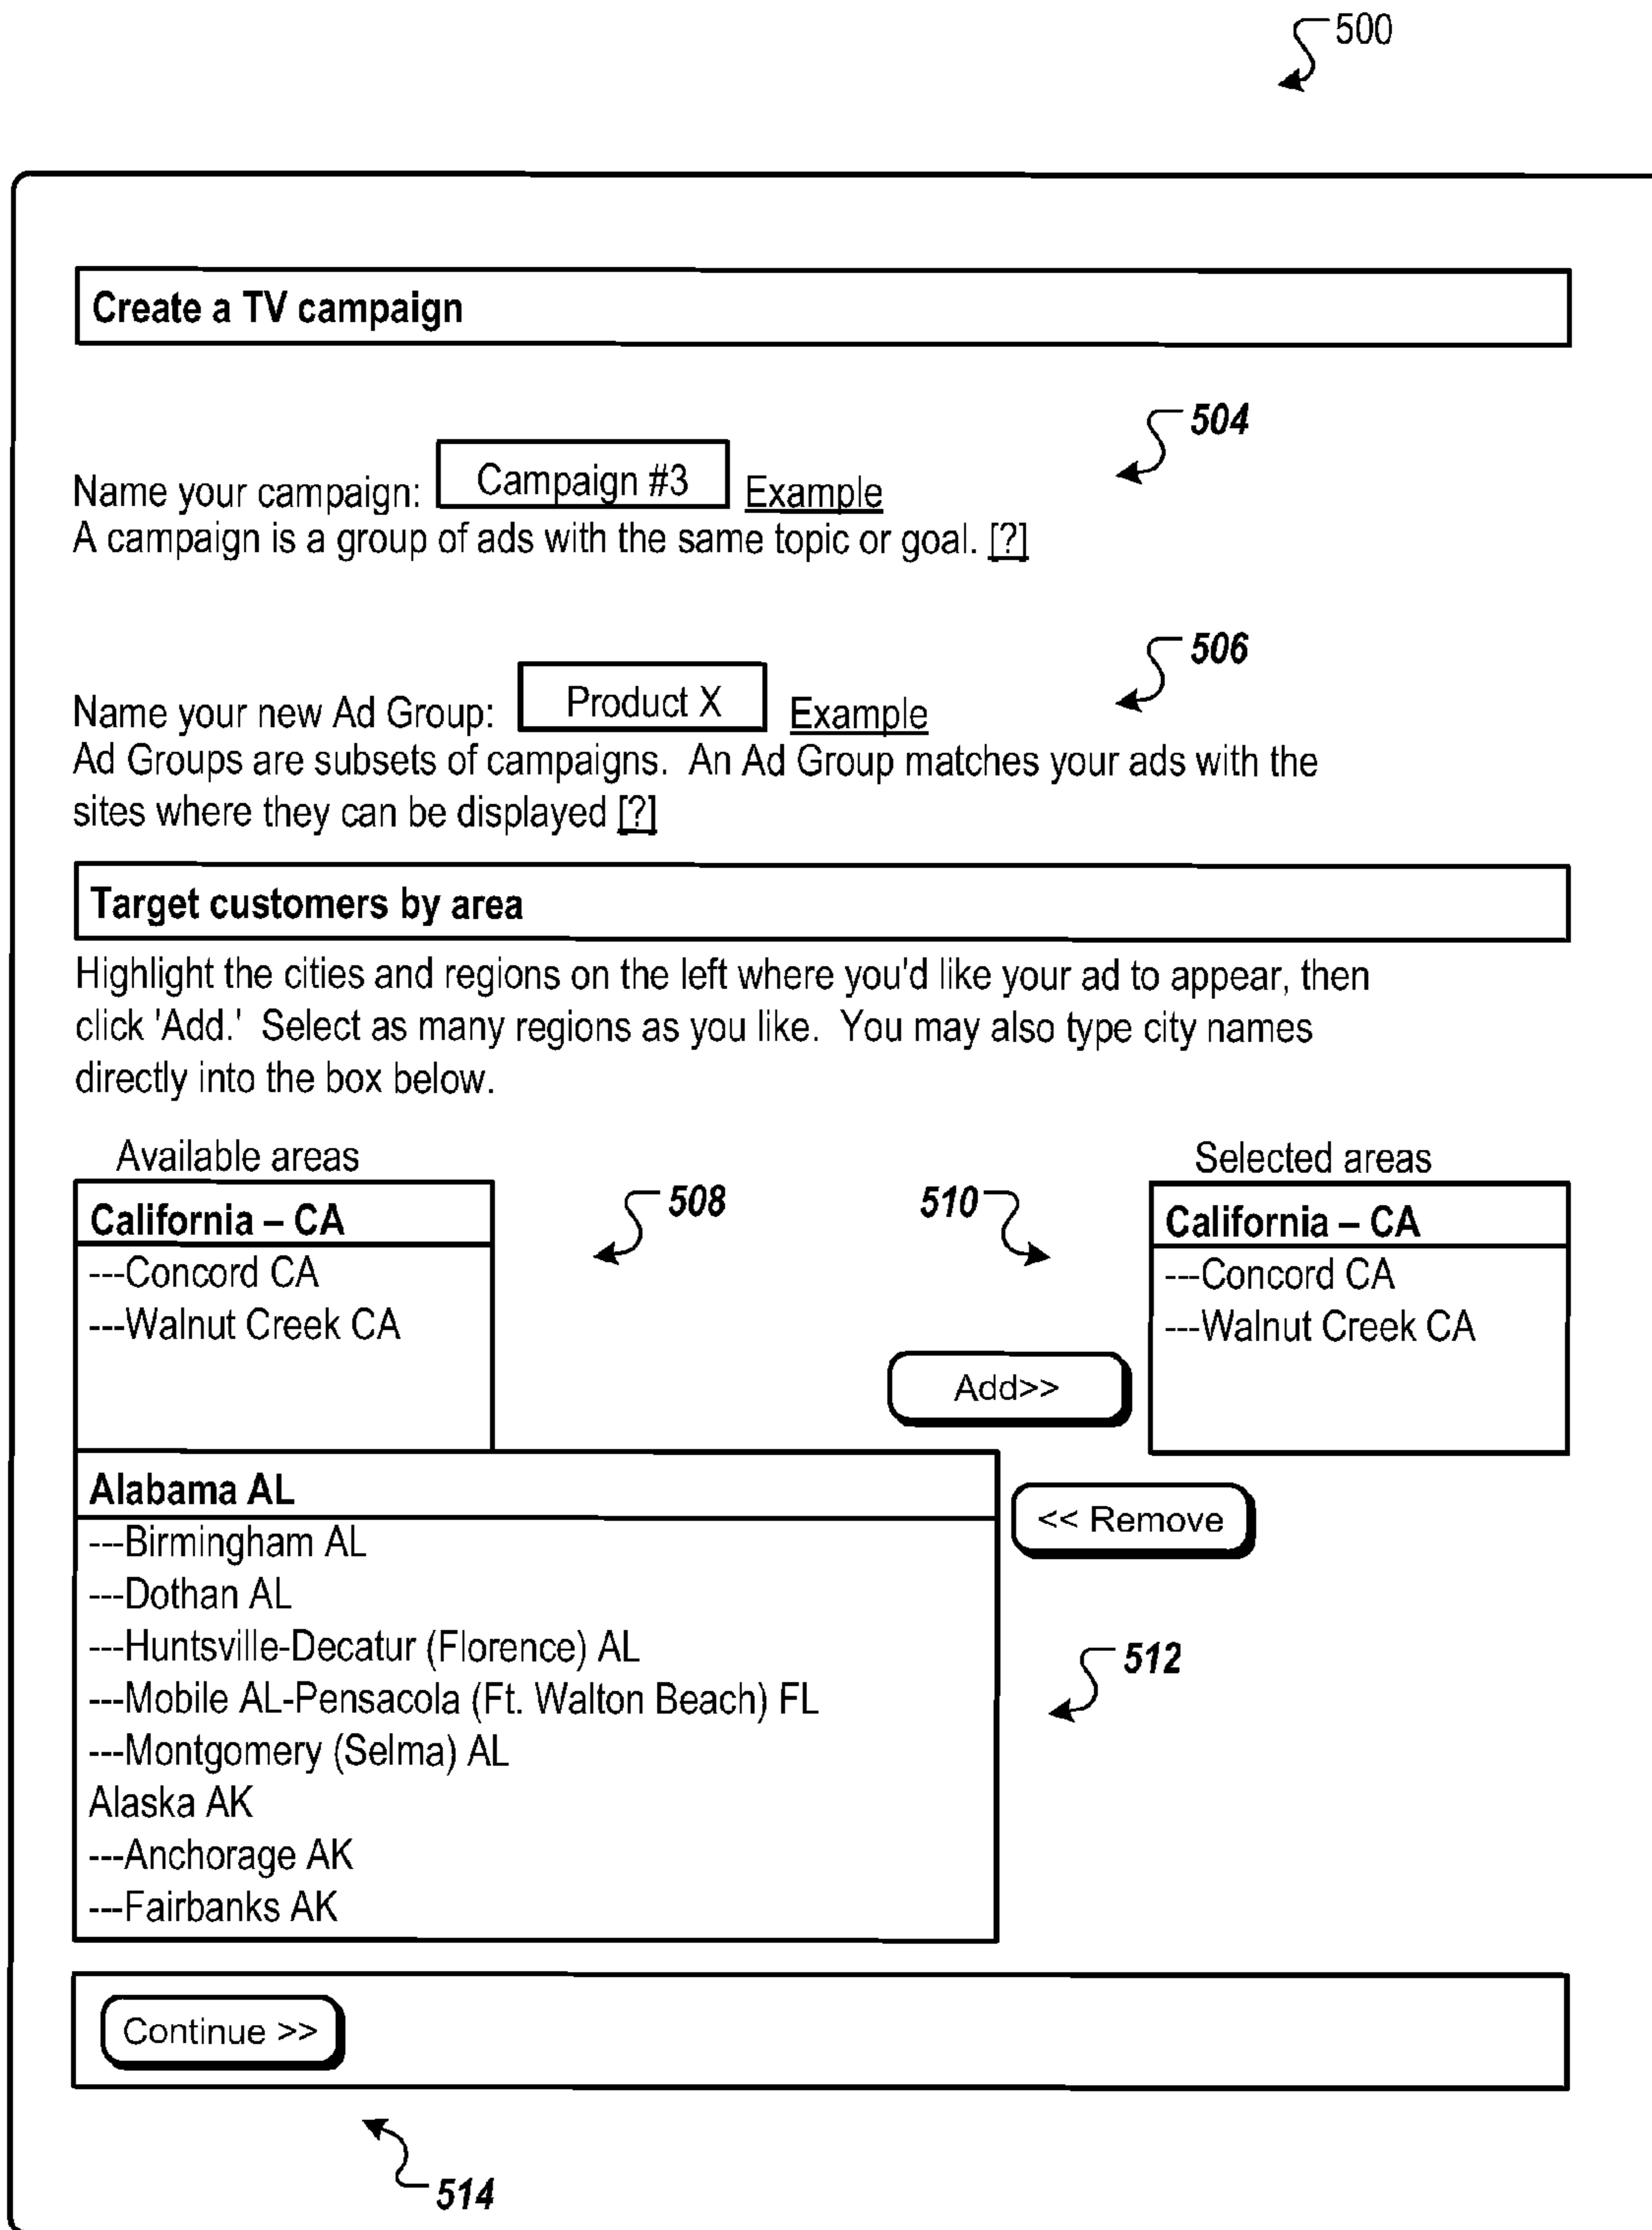 500
Create a TV campaign
504
Name your campaign: Campaign #3 Example
A campaign is a group of ads with the same topic or goal. [?]
506
Name your new Ad Group: Product X Example
Ad Groups are subsets of campaigns. An Ad Group matches your ads with the
sites where they can be displayed [?]
Target customers by area
Highlight the cities and regions on the left where you'd like your ad to appear, then
click 'Add.' Select as many regions as you like. You may also type city names
directly into the box below.
Available areas
California – CA
---Concord CA
---Walnut Creek CA
508
510
Selected areas
California – CA
---Concord CA
---Walnut Creek CA
Add>>
<< Remove
Alabama AL
---Birmingham AL
---Dothan AL
---Huntsville-Decatur (Florence) AL
---Mobile AL-Pensacola (Ft. Walton Beach) FL
---Montgomery (Selma) AL
Alaska AK
---Anchorage AK
---Fairbanks AK
512
Continue >>
514